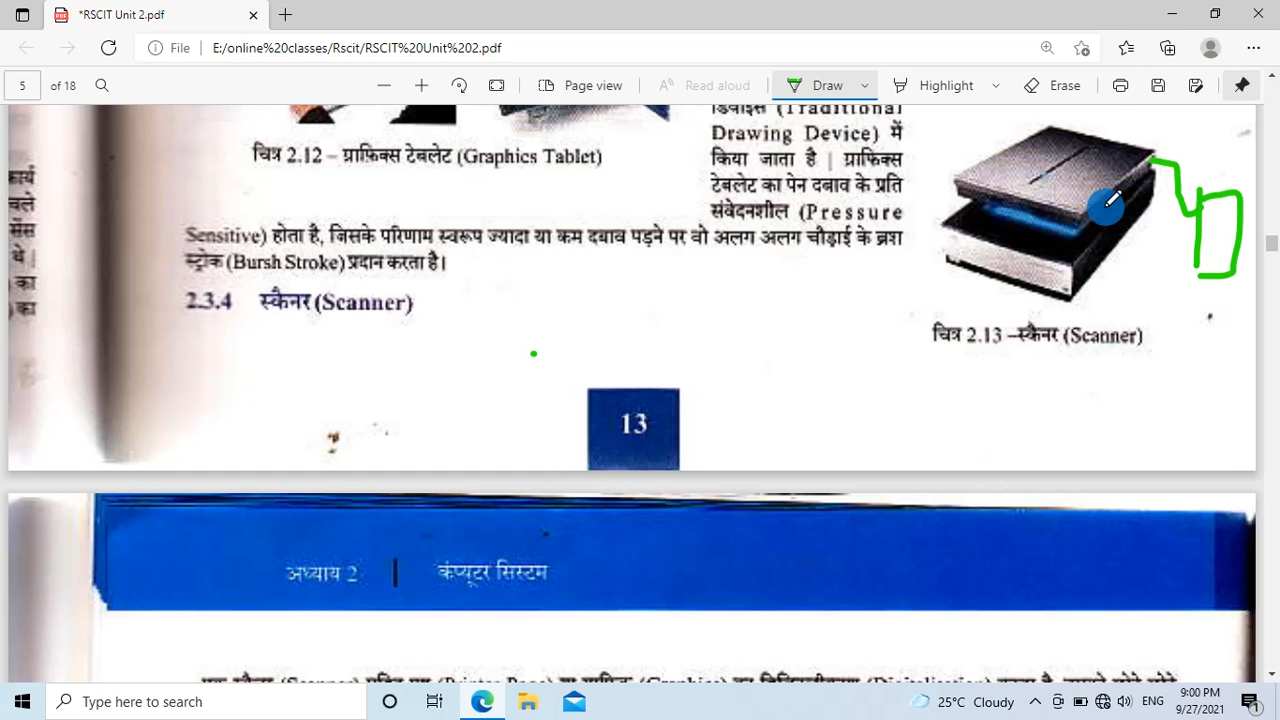 *RSCIT Unit 2.pdf
File E:/online%20classes/Rscit/RSCIT%20Unit%202.pdf
5 of 18 Page view Read aloud Draw Highlight Erase
डिवाइस (Traditional
Drawing Device) में
किया जाता है | ग्राफिक्स
टेबलेट का पेन दबाव के प्रति
संवेदनशील (Pressure
चित्र 2.12 – ग्राफ़िक्स टेबलेट (Graphics Tablet)
Sensitive) होता है, जिसके परिणाम स्वरूप ज्यादा या कम दबाव पड़ने पर वो अलग अलग चौड़ाई के ब्रश
स्ट्रोक (Bursh Stroke) प्रदान करता है।
2.3.4 स्कैनर (Scanner)
चित्र 2.13 –स्कैनर (Scanner)
कार्य
चले
थे |
का
का
13
अध्याय 2 | कंप्यूटर सिस्टम
Type here to search
25°C Cloudy
ENG
9:00 PM
9/27/2021